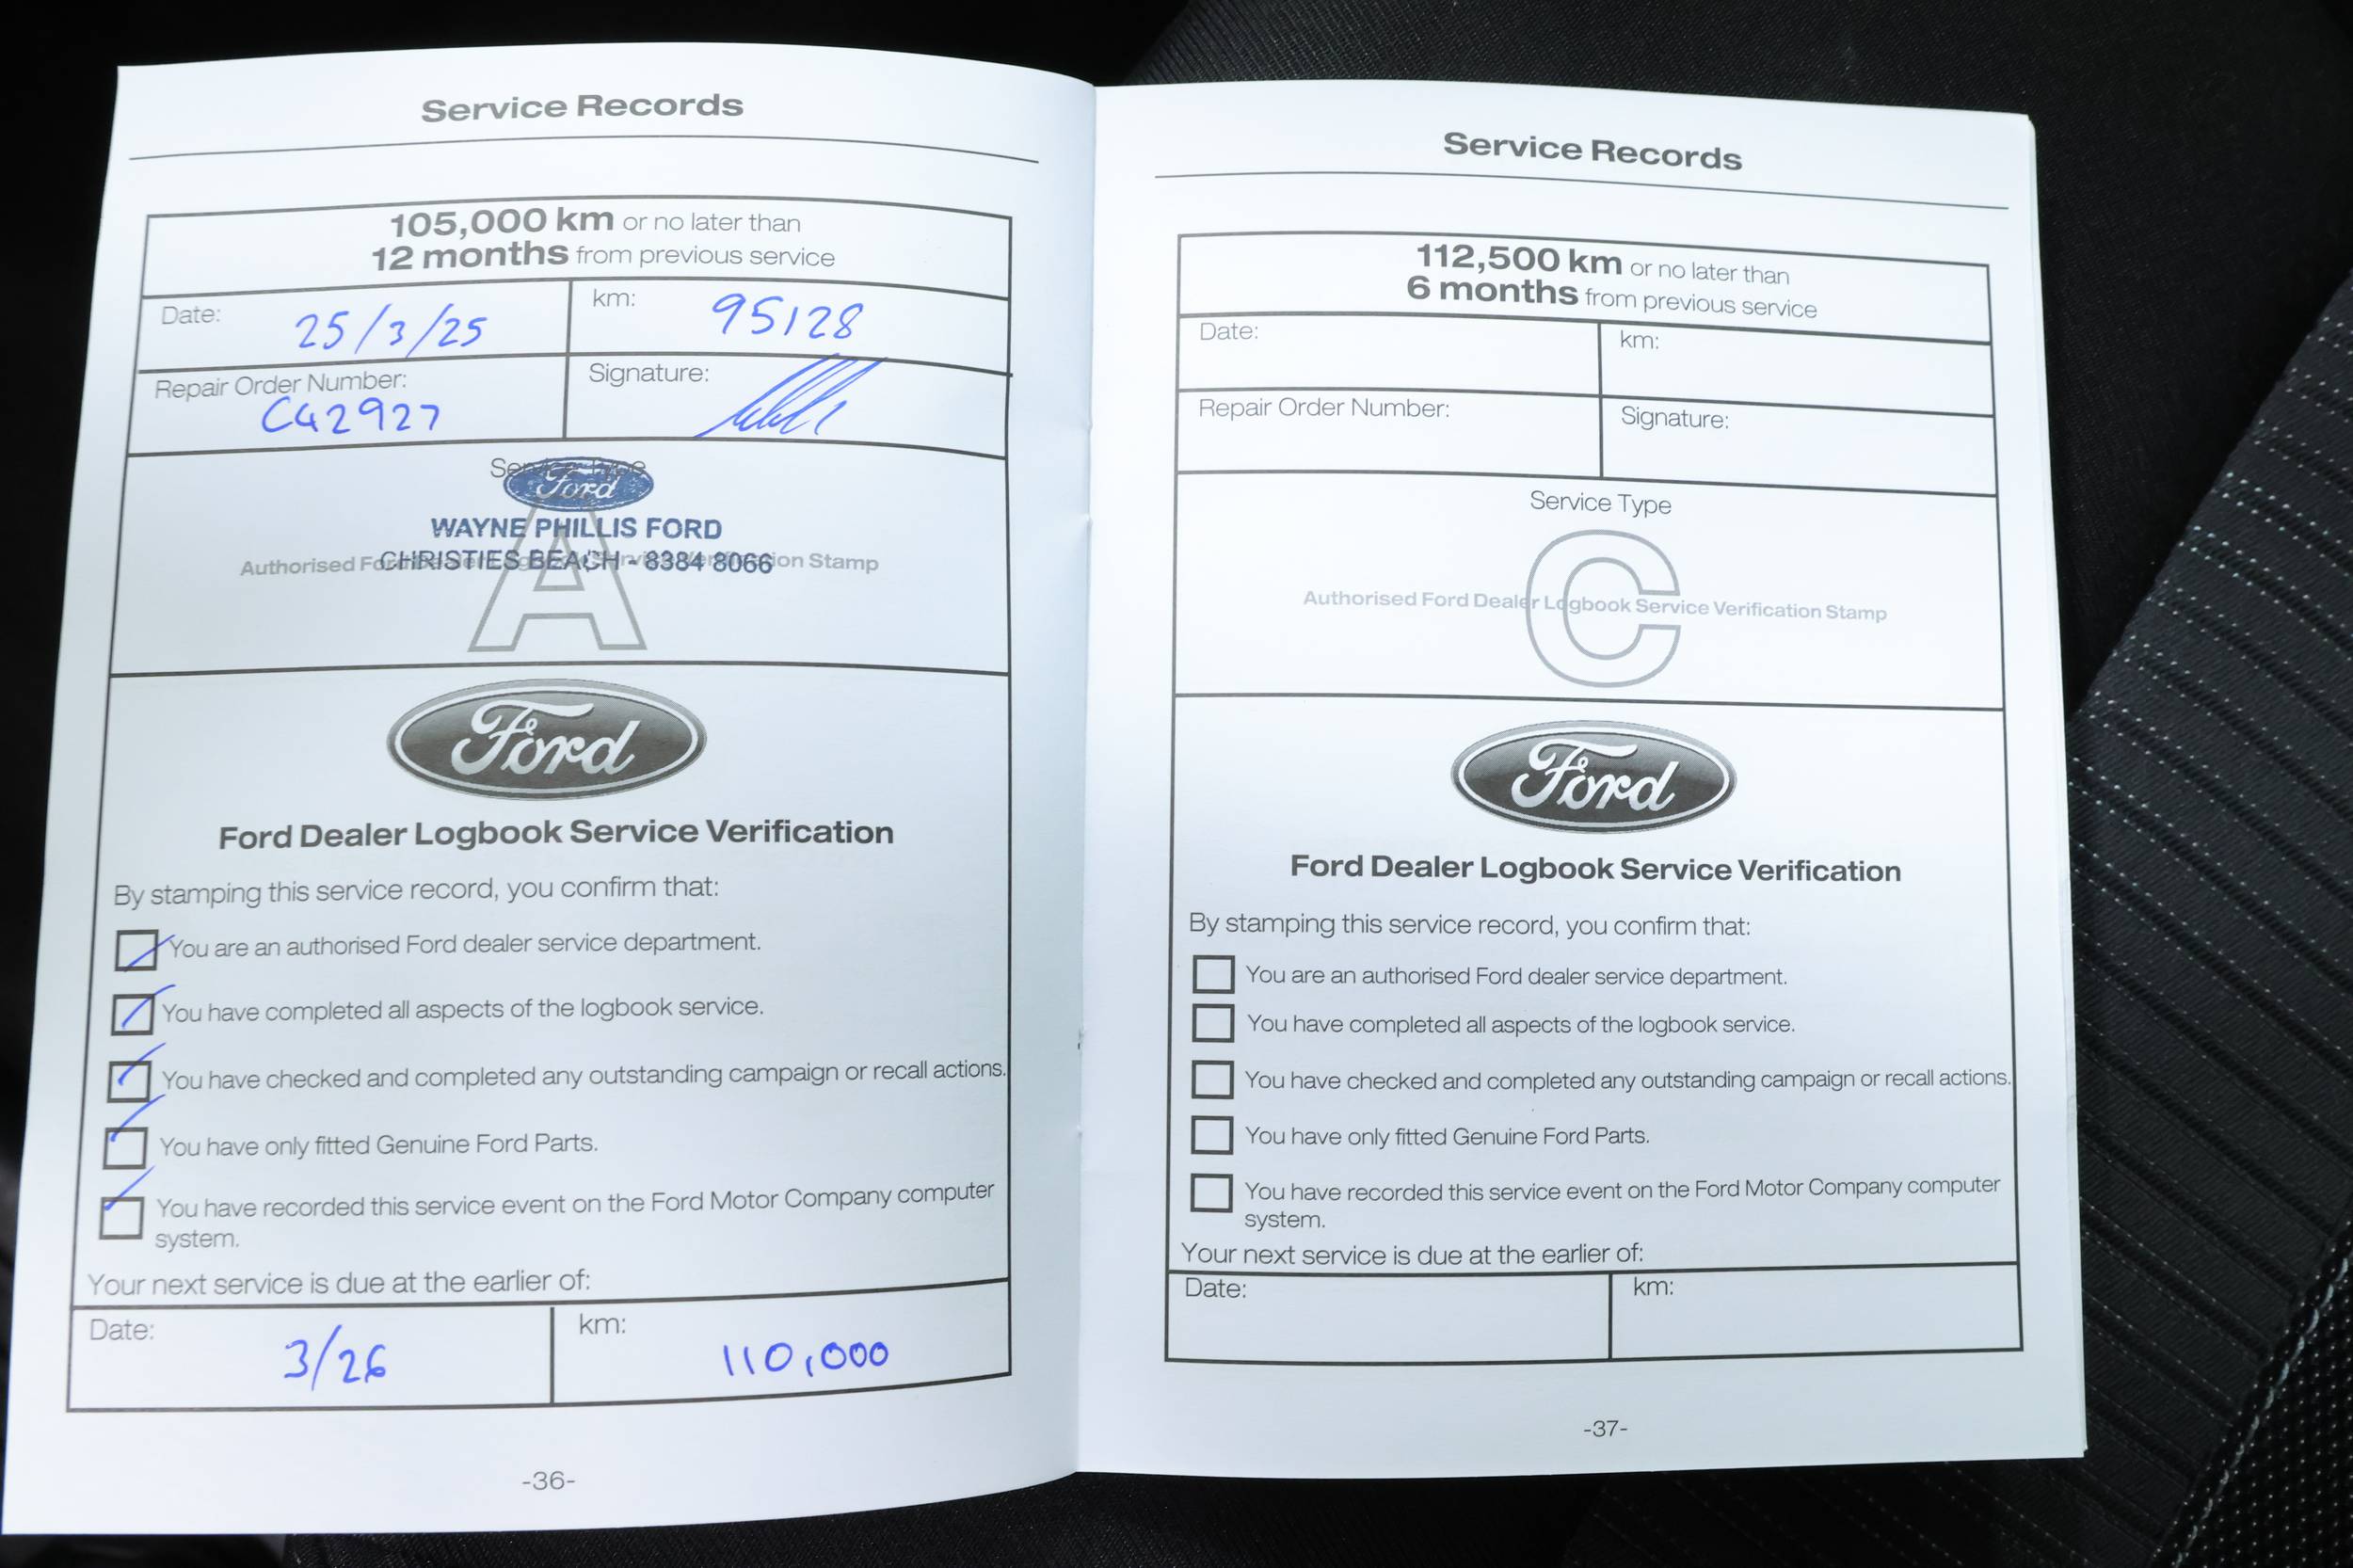 Service Records
105,000 km or no later than
12 months from previous service
Date: 25/3/25
km: 95128
Repair Order Number:
C42927
Signature:
Service Type
Ford
A
WAYNE PHILLIS FORD
CHRISTIES BEACH - 8384 8066
Authorised Ford Dealer Logbook Service Verification Stamp
Ford
Ford Dealer Logbook Service Verification
By stamping this service record, you confirm that:
You are an authorised Ford dealer service department.
You have completed all aspects of the logbook service.
You have checked and completed any outstanding campaign or recall actions.
You have only fitted Genuine Ford Parts.
You have recorded this service event on the Ford Motor Company computer
system.
Your next service is due at the earlier of:
Date: 3/26
km: 110,000
-36-
Service Records
112,500 km or no later than
6 months from previous service
Date:
km:
Repair Order Number:
Signature:
Service Type
C
Authorised Ford Dealer Logbook Service Verification Stamp
Ford
Ford Dealer Logbook Service Verification
By stamping this service record, you confirm that:
You are an authorised Ford dealer service department.
You have completed all aspects of the logbook service.
You have checked and completed any outstanding campaign or recall actions.
You have only fitted Genuine Ford Parts.
You have recorded this service event on the Ford Motor Company computer
system.
Your next service is due at the earlier of:
Date:
km:
-37-